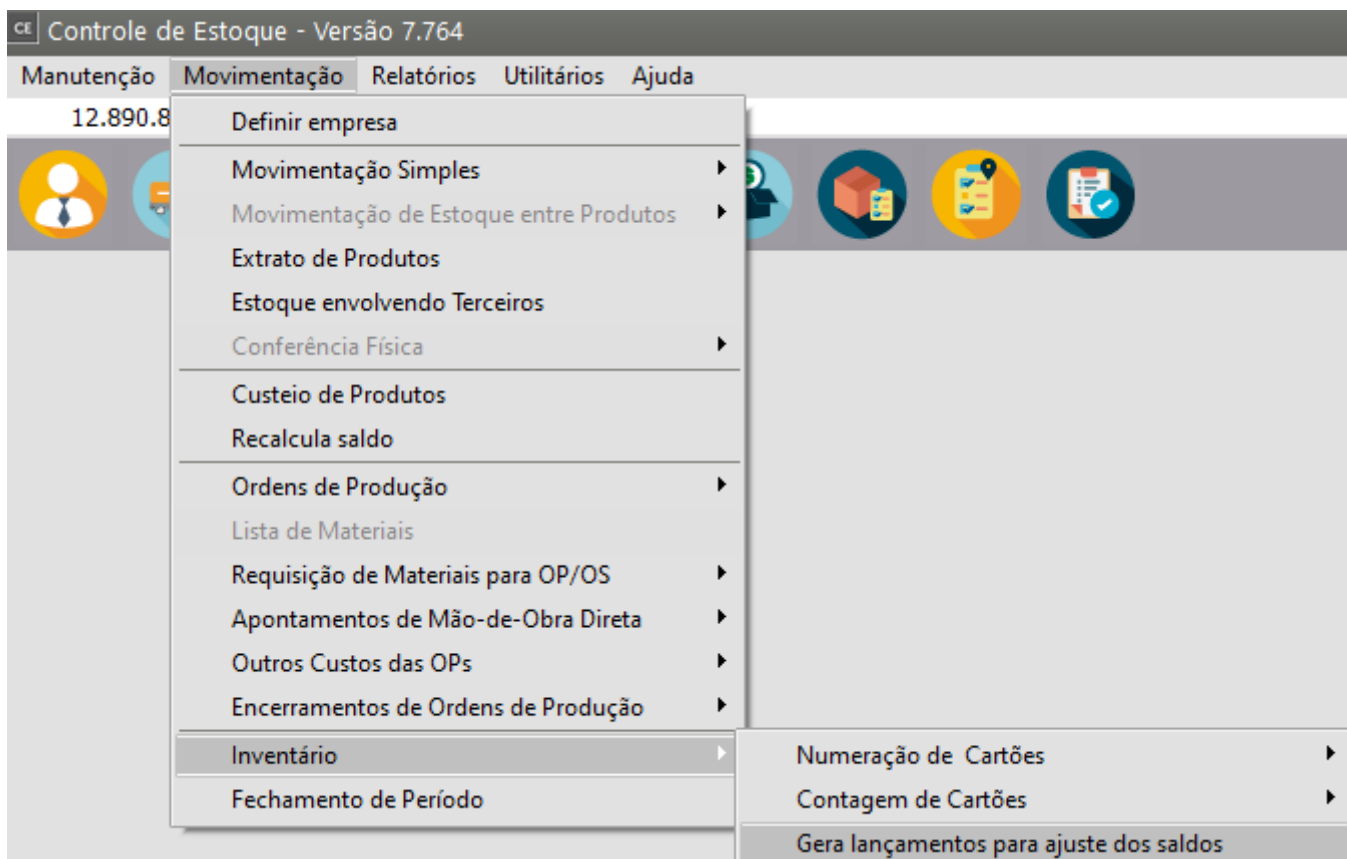 CE Controle de Estoque - Versão 7.764
Manutenção Movimentação Relatórios Utilitários Ajuda
12.890.8
Definir empresa
Movimentação Simples
Movimentação de Estoque entre Produtos
Extrato de Produtos
Estoque envolvendo Terceiros
Conferência Física
Custeio de Produtos
Recalcula saldo
Ordens de Produção
Lista de Materiais
Requisição de Materiais para OP/OS
Apontamentos de Mão-de-Obra Direta
Outros Custos das OPs
Encerramentos de Ordens de Produção
Inventário
Fechamento de Período
Numeração de Cartões
Contagem de Cartões
Gera lançamentos para ajuste dos saldos